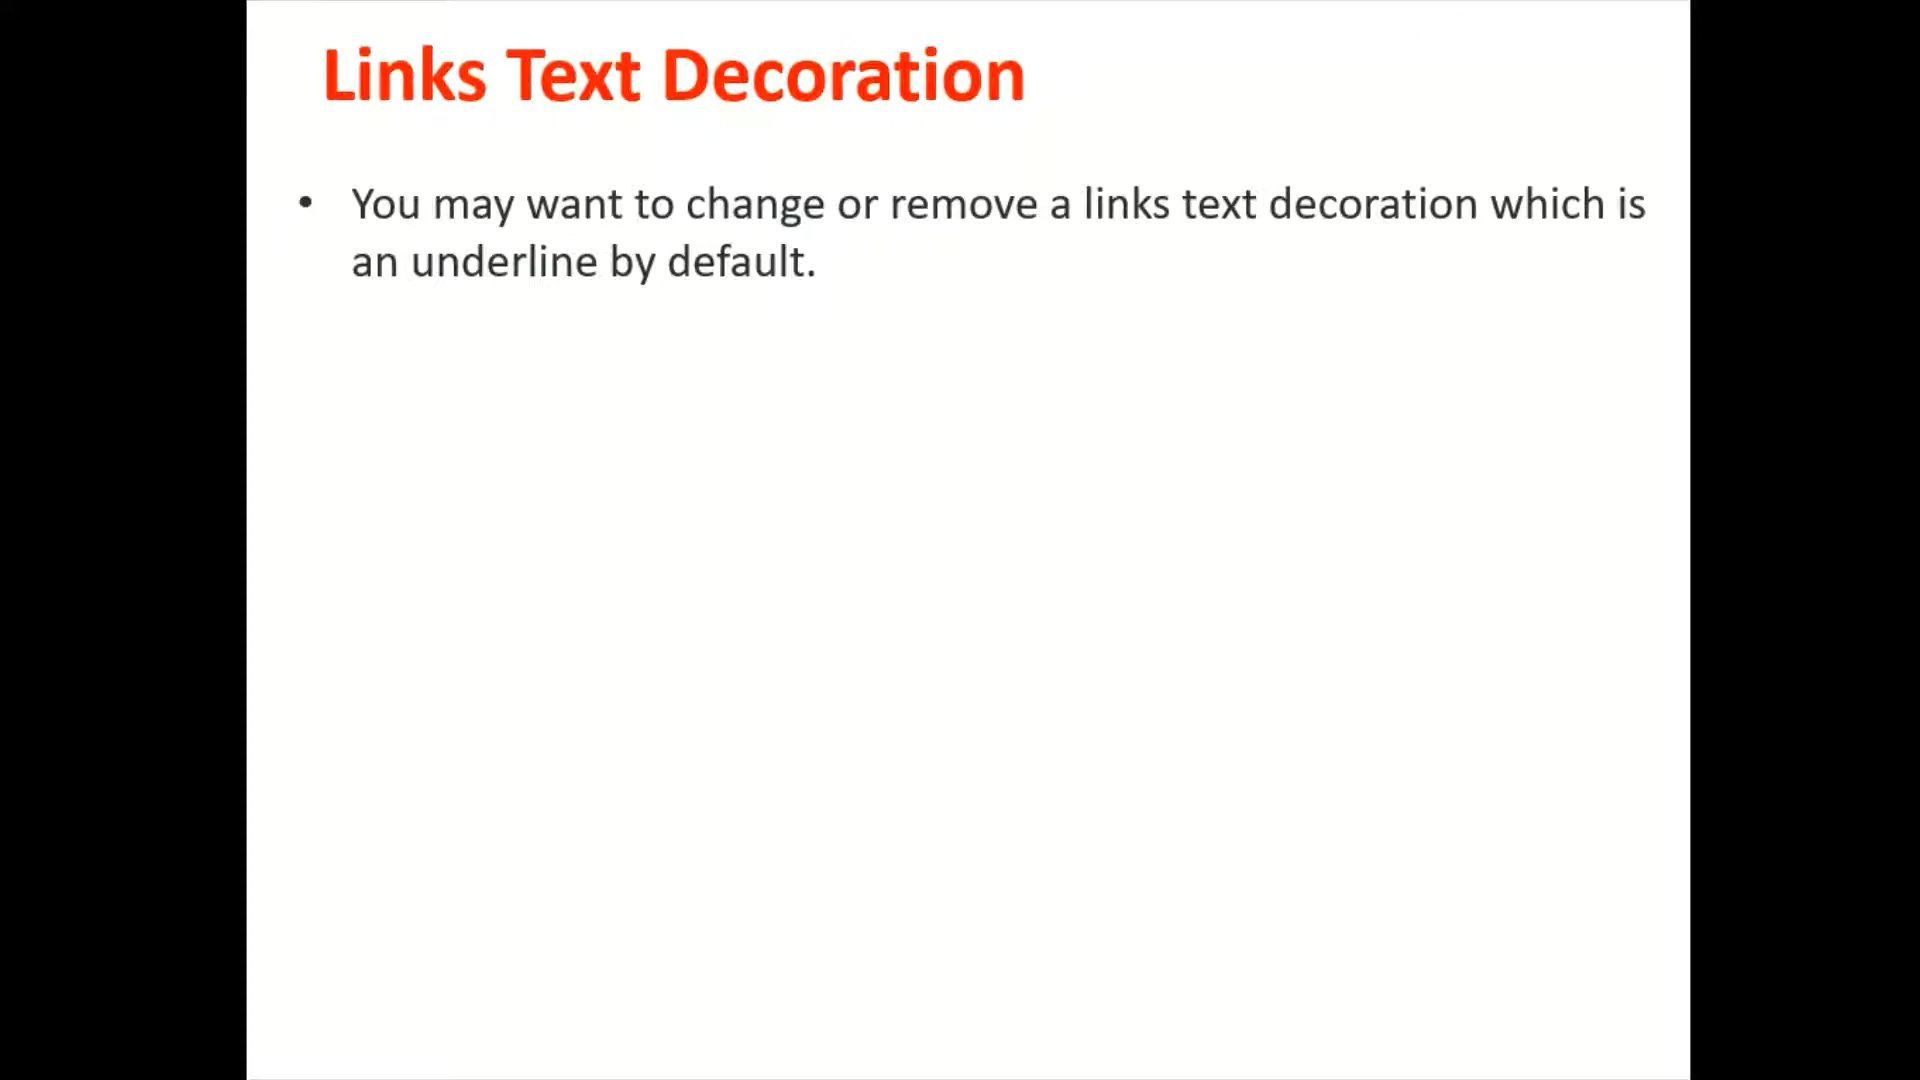 Links Text Decoration
• You may want to change or remove a links text decoration which is
an underline by default.